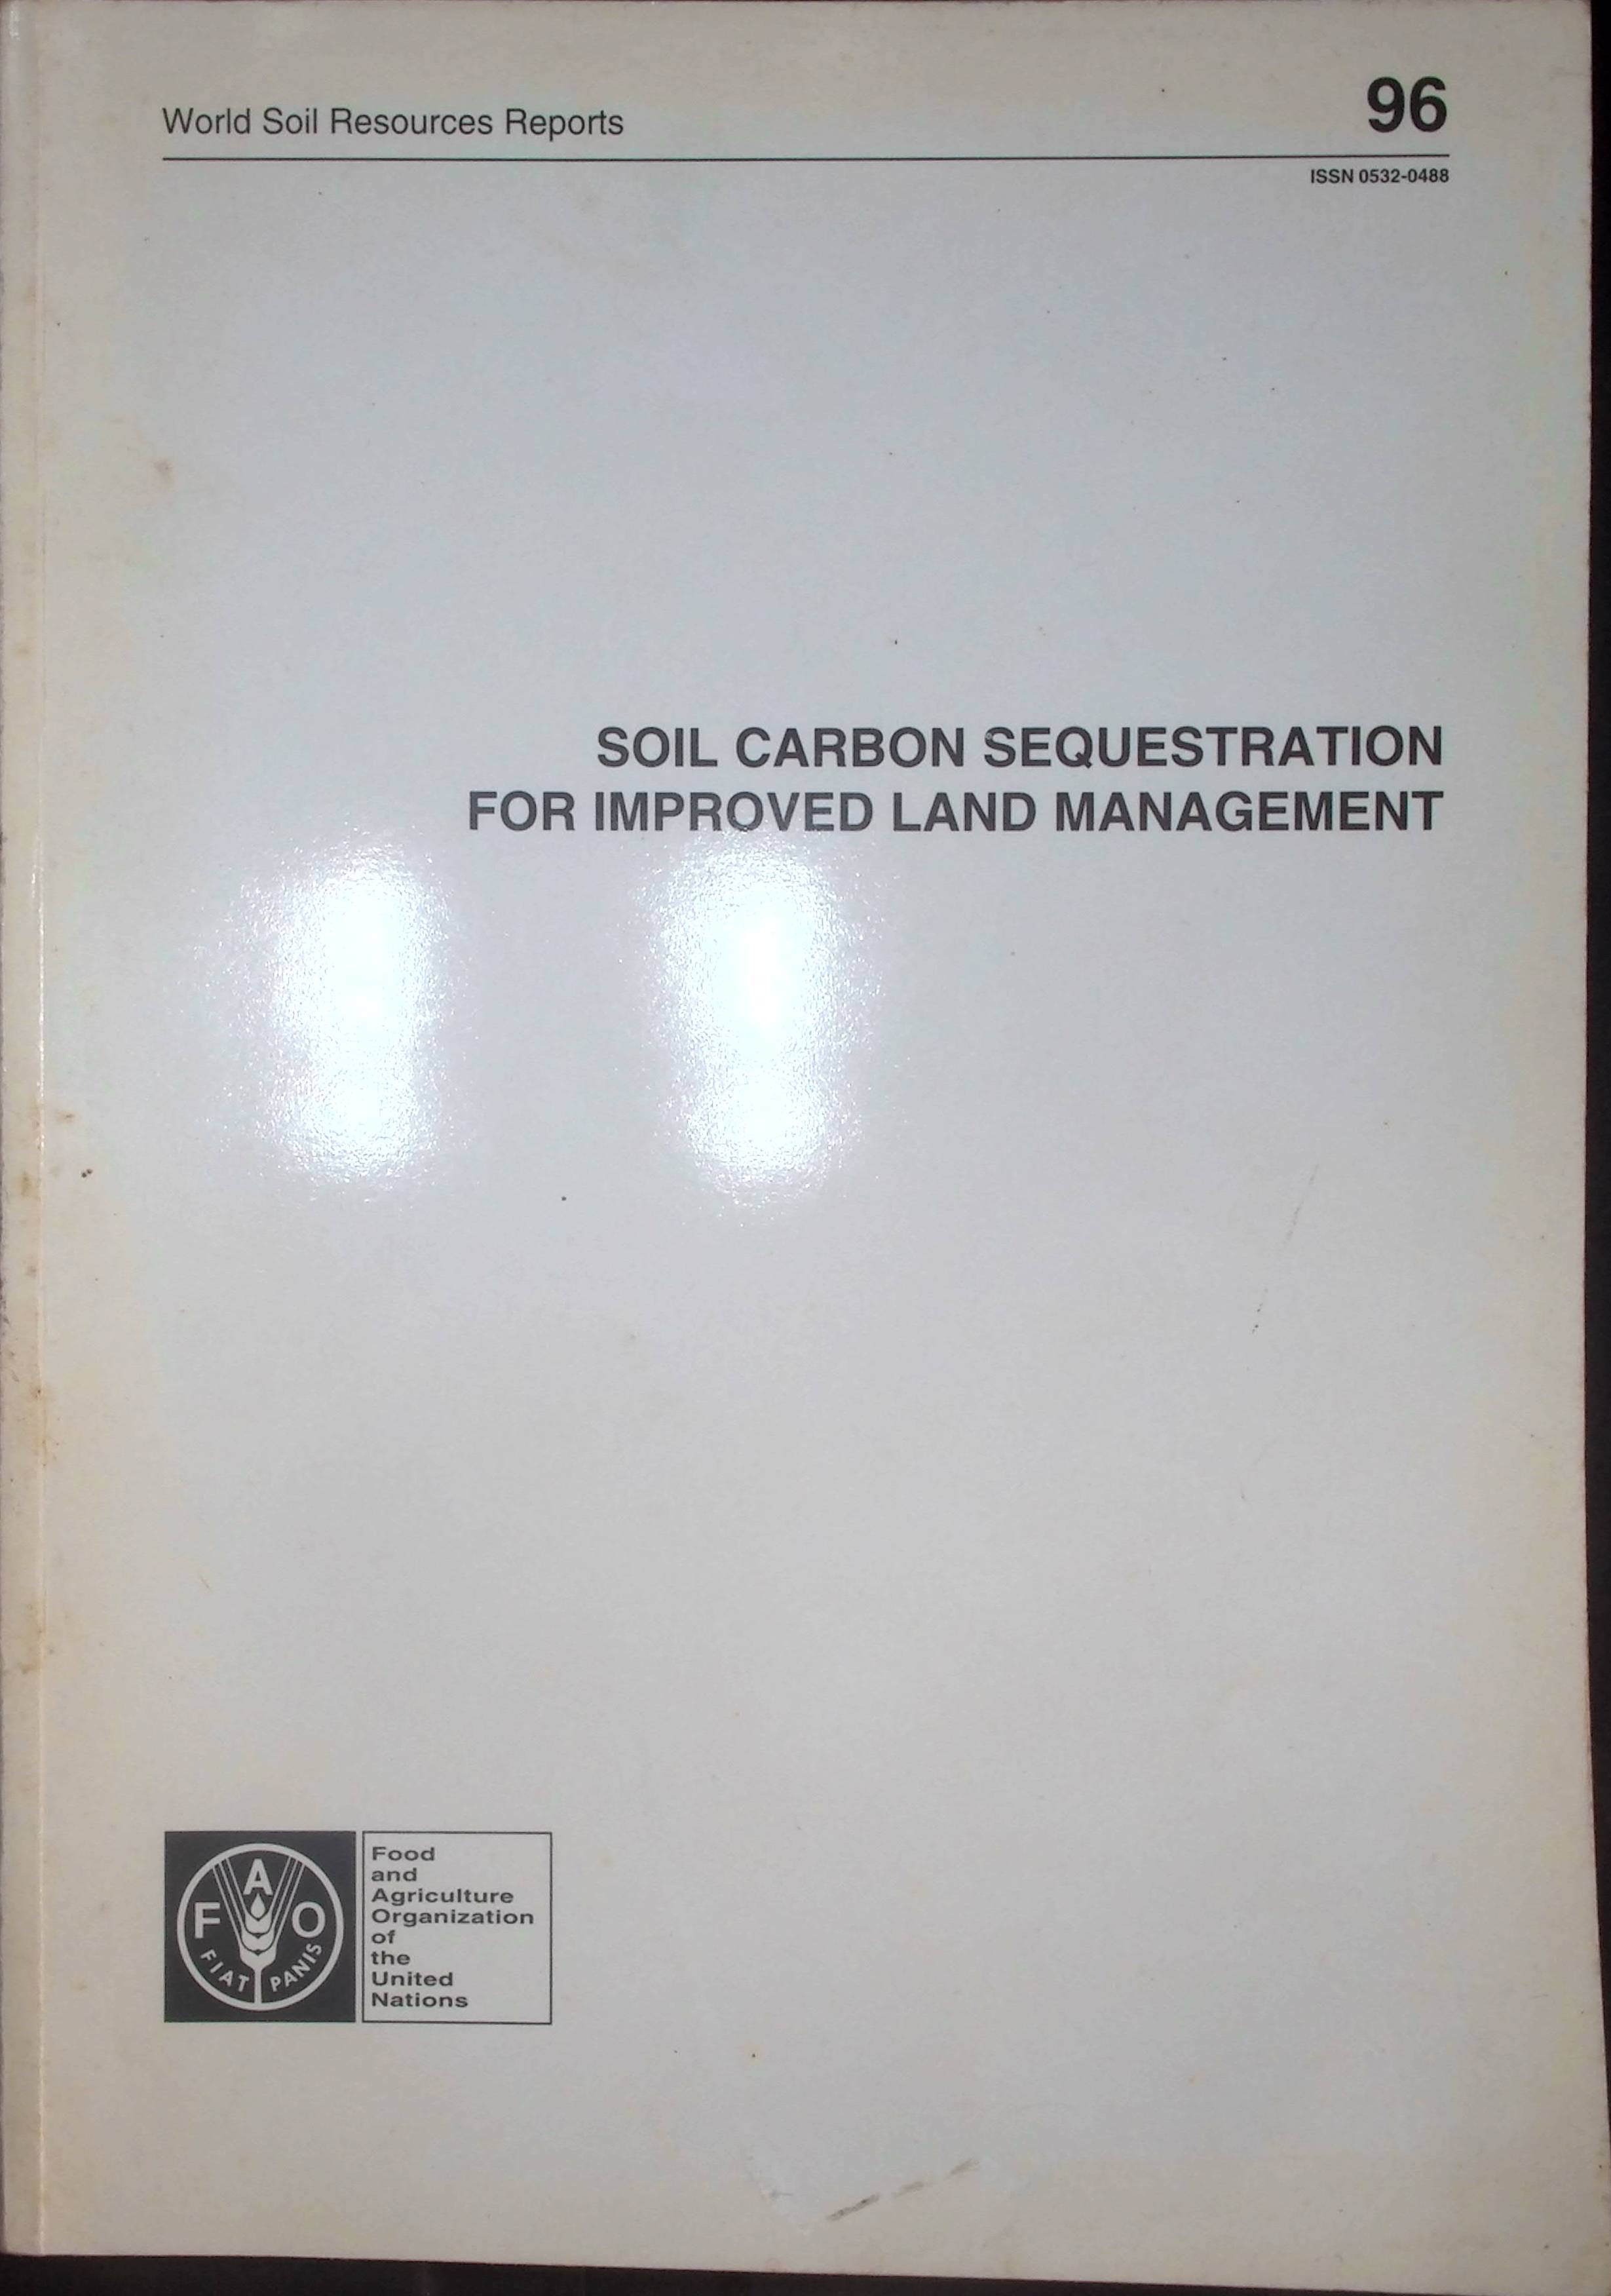 World Soil Resources Reports
96
ISSN 0532-0488
SOIL CARBON SEQUESTRATION
FOR IMPROVED LAND MANAGEMENT
F A O
FIAT PANIS
Food
and
Agriculture
Organization
of
the
United
Nations